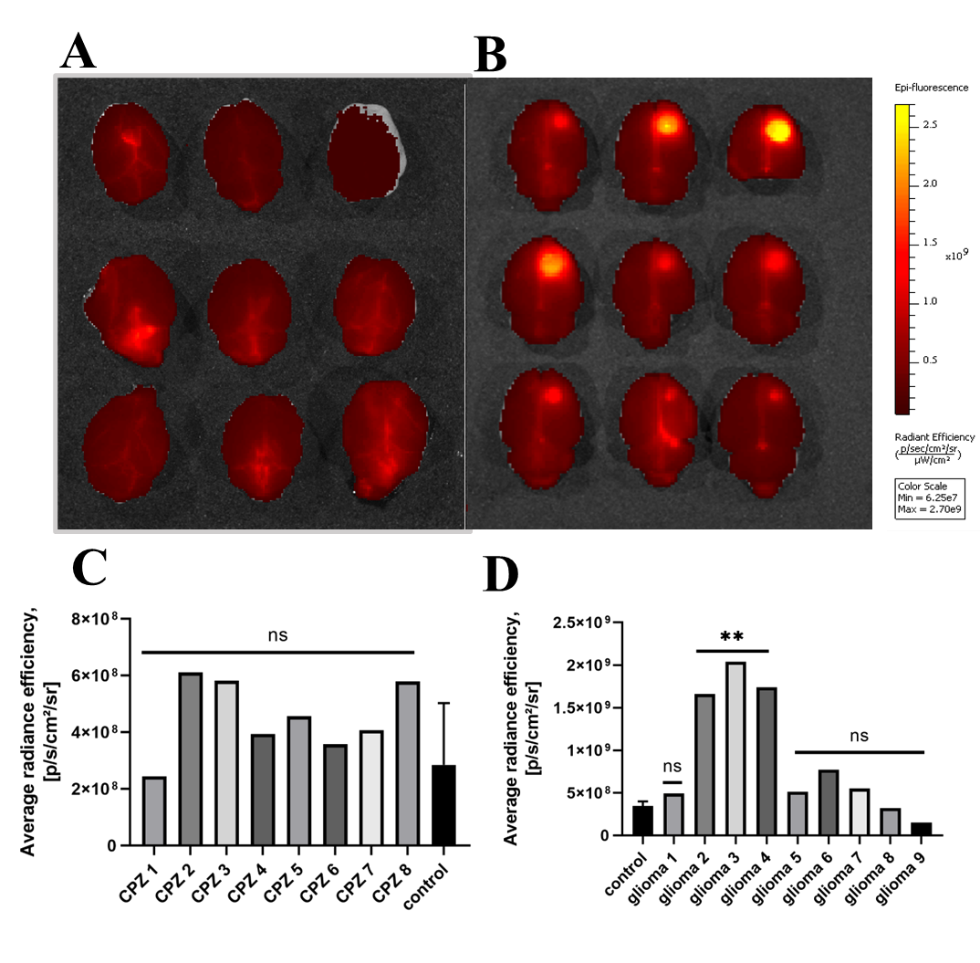 A
B
Epi-fluorescence
2.5
2.0
1.5
x10⁹
1.0
0.5
Radiant Efficiency
(p/sec/cm²/sr
µW/cm²)
Color Scale
Min = 6.25e7
Max = 2.70e9
C
Average radiance efficiency,
[p/s/cm²/sr]
8×10⁸
6×10⁸
4×10⁸
2×10⁸
0
ns
CPZ 1
CPZ 2
CPZ 3
CPZ 4
CPZ 5
CPZ 6
CPZ 7
CPZ 8
control
D
Average radiance efficiency,
[p/s/cm²/sr]
2.5×10⁹
2×10⁹
1.5×10⁹
1×10⁹
5×10⁸
0
ns
**
ns
control
glioma 1
glioma 2
glioma 3
glioma 4
glioma 5
glioma 6
glioma 7
glioma 8
glioma 9